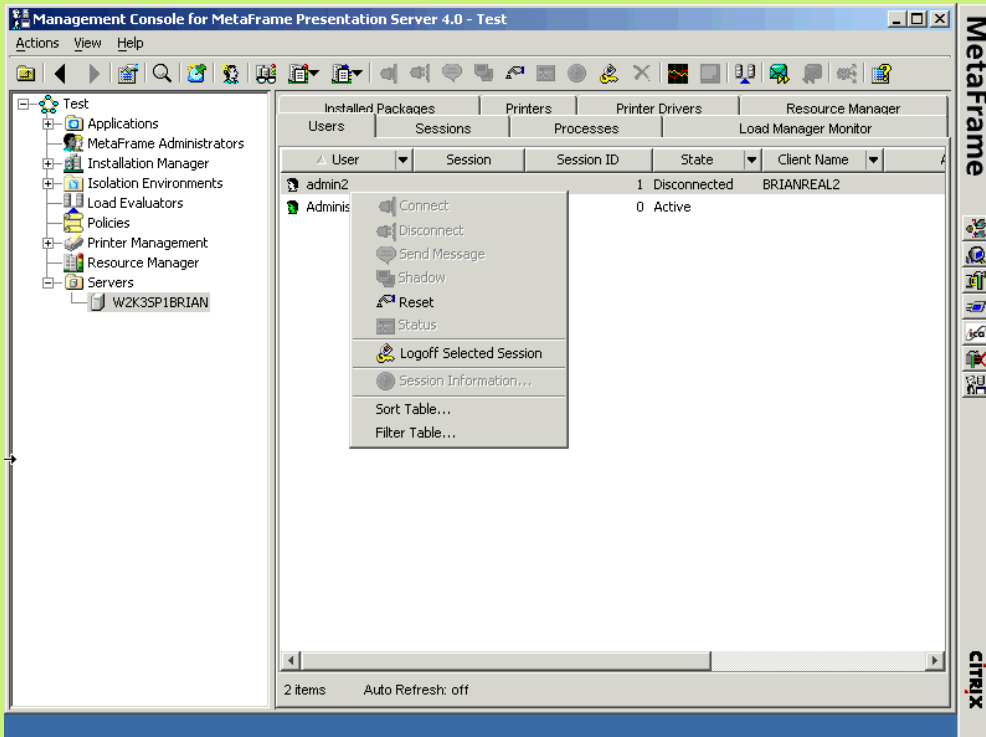 Management Console for MetaFrame Presentation Server 4.0 - Test
Actions View Help
Test
Applications
MetaFrame Administrators
Installation Manager
Isolation Environments
Load Evaluators
Policies
Printer Management
Resource Manager
Servers
W2K3SP1BRIAN
Installed Packages Printers Printer Drivers Resource Manager
Users Sessions Processes Load Manager Monitor
User Session Session ID State Client Name A
admin2 1 Disconnected BRIANREAL2
Adminis 0 Active
Connect
Disconnect
Send Message
Shadow
Reset
Status
Logoff Selected Session
Session Information...
Sort Table...
Filter Table...
2 items Auto Refresh: off
MetaFrame
ica
CITRIX